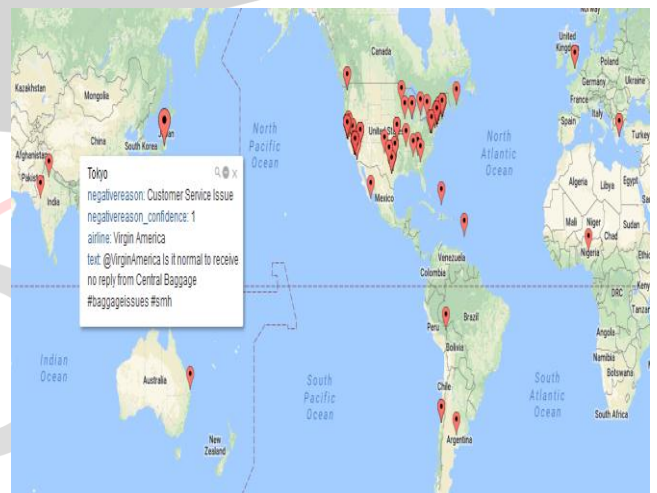 Norway
Canada
United
Kingdom
Poland
Germany
Ukraine
France
Italy
Spain
Turkey
Kazakhstan
Mongolia
North
Pacific
Ocean
United States
North
Atlantic
Ocean
China
South Korea
Japan
Afghanistan
Pakistan
India
Algeria
Libya
Egypt
Mexico
Mali
Niger
Chad
Sudan
Nigeria
Tokyo
negativereason: Customer Service Issue
negativereason_confidence: 1
airline: Virgin America
text: @VirginAmerica Is it normal to receive
no reply from Central Baggage
#baggageissues #smh
Venezuela
Colombia
DRC
Kenya
Tanzania
Peru
Brazil
Bolivia
Angola
Namibia
Botswana
Indian
Ocean
Australia
South
Pacific
Ocean
Chile
South
Atlantic
Ocean
South Africa
New
Zealand
Argentina